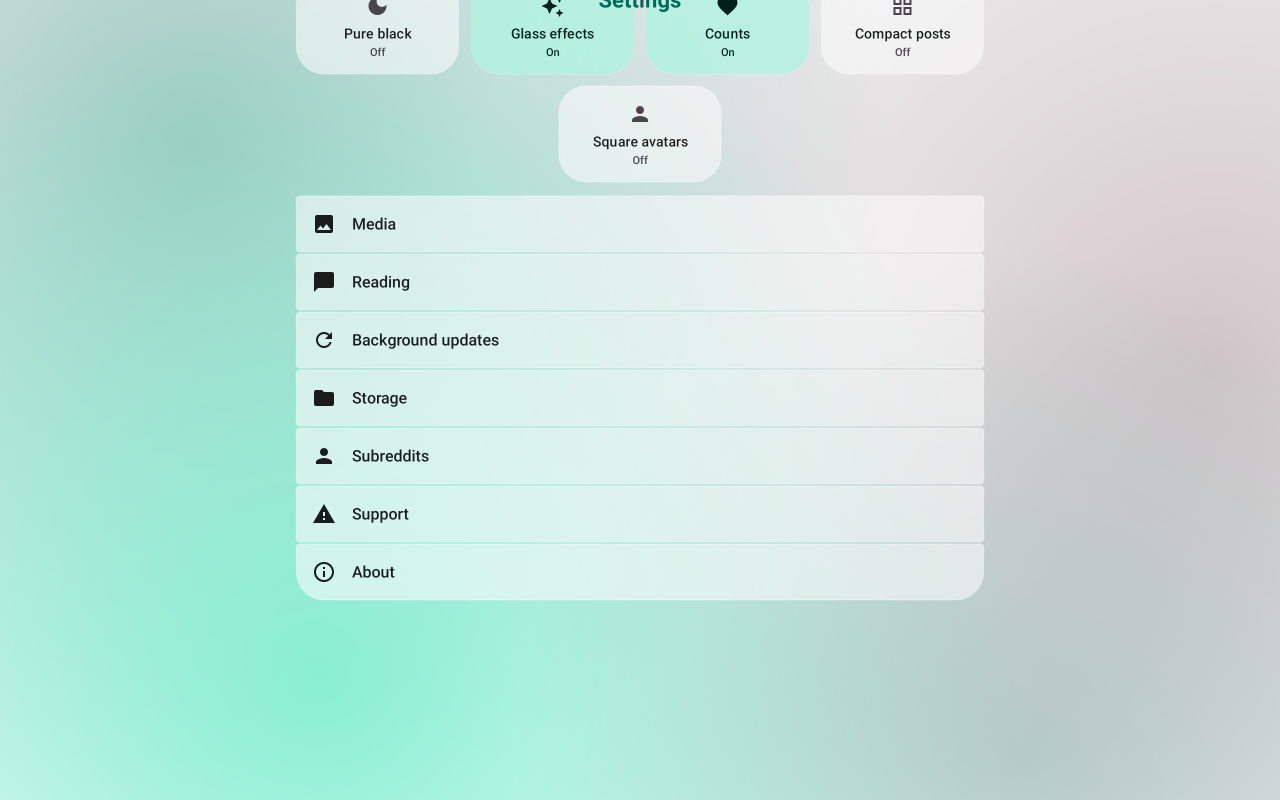 Settings
Pure black
Off
Glass effects
On
Counts
On
Compact posts
Off
Square avatars
Off
Media
Reading
Background updates
Storage
Subreddits
Support
About